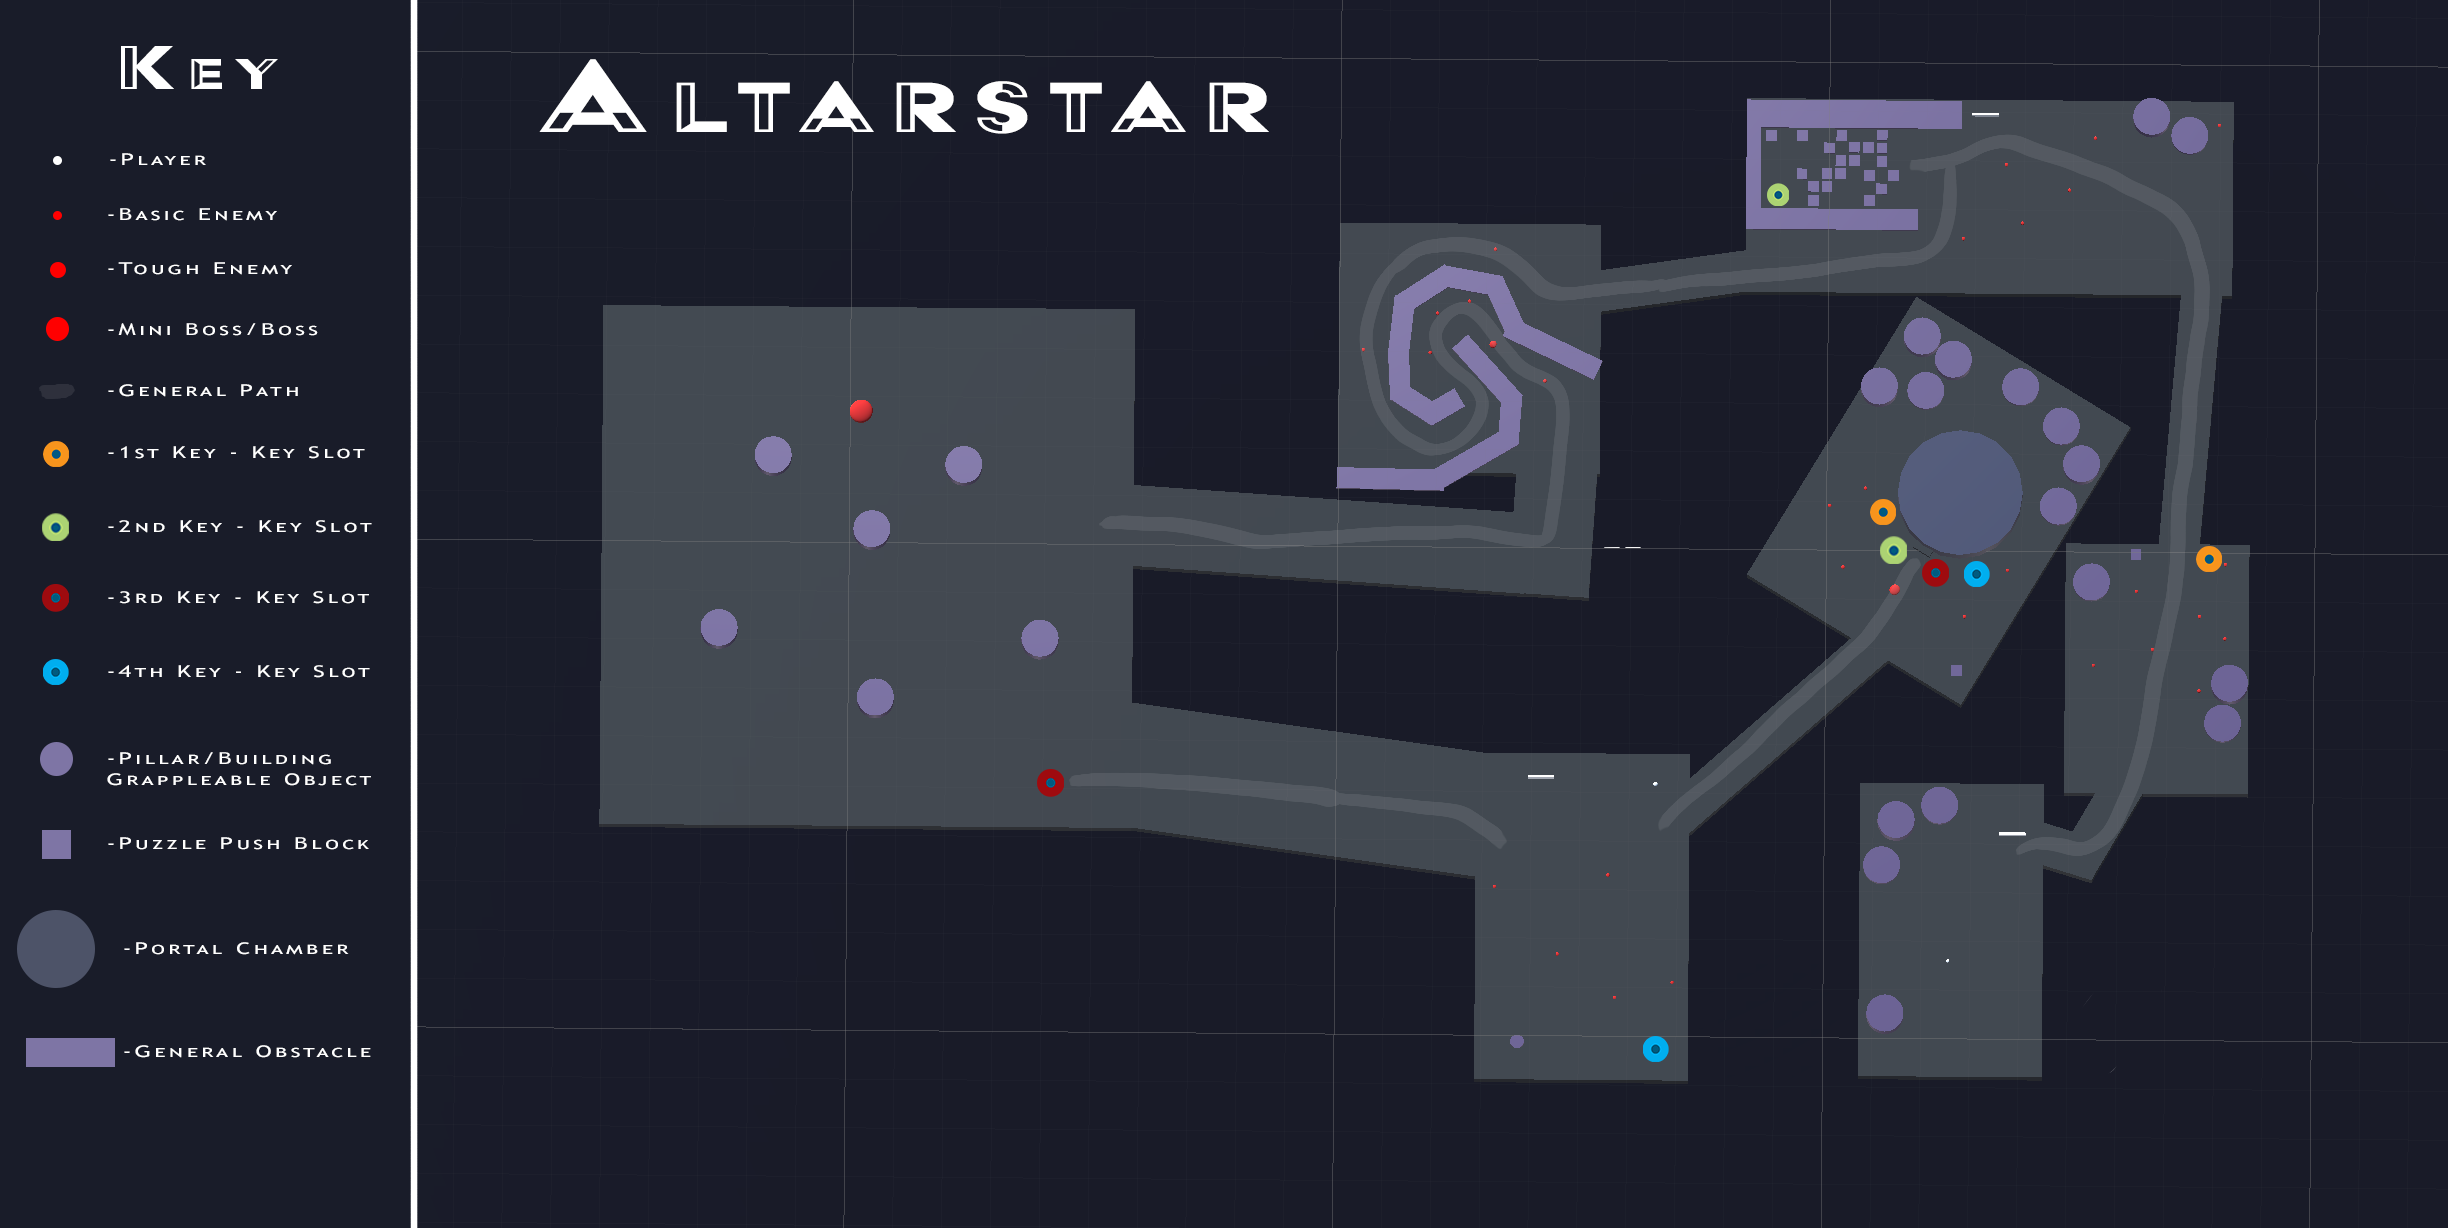 Key
Altarstar
-Player
-Basic Enemy
-Tough Enemy
-Mini Boss/Boss
-General Path
-1st Key - Key Slot
-2nd Key - Key Slot
-3rd Key - Key Slot
-4th Key - Key Slot
-Pillar/Building
Grappleable Object
-Puzzle Push Block
-Portal Chamber
-General Obstacle